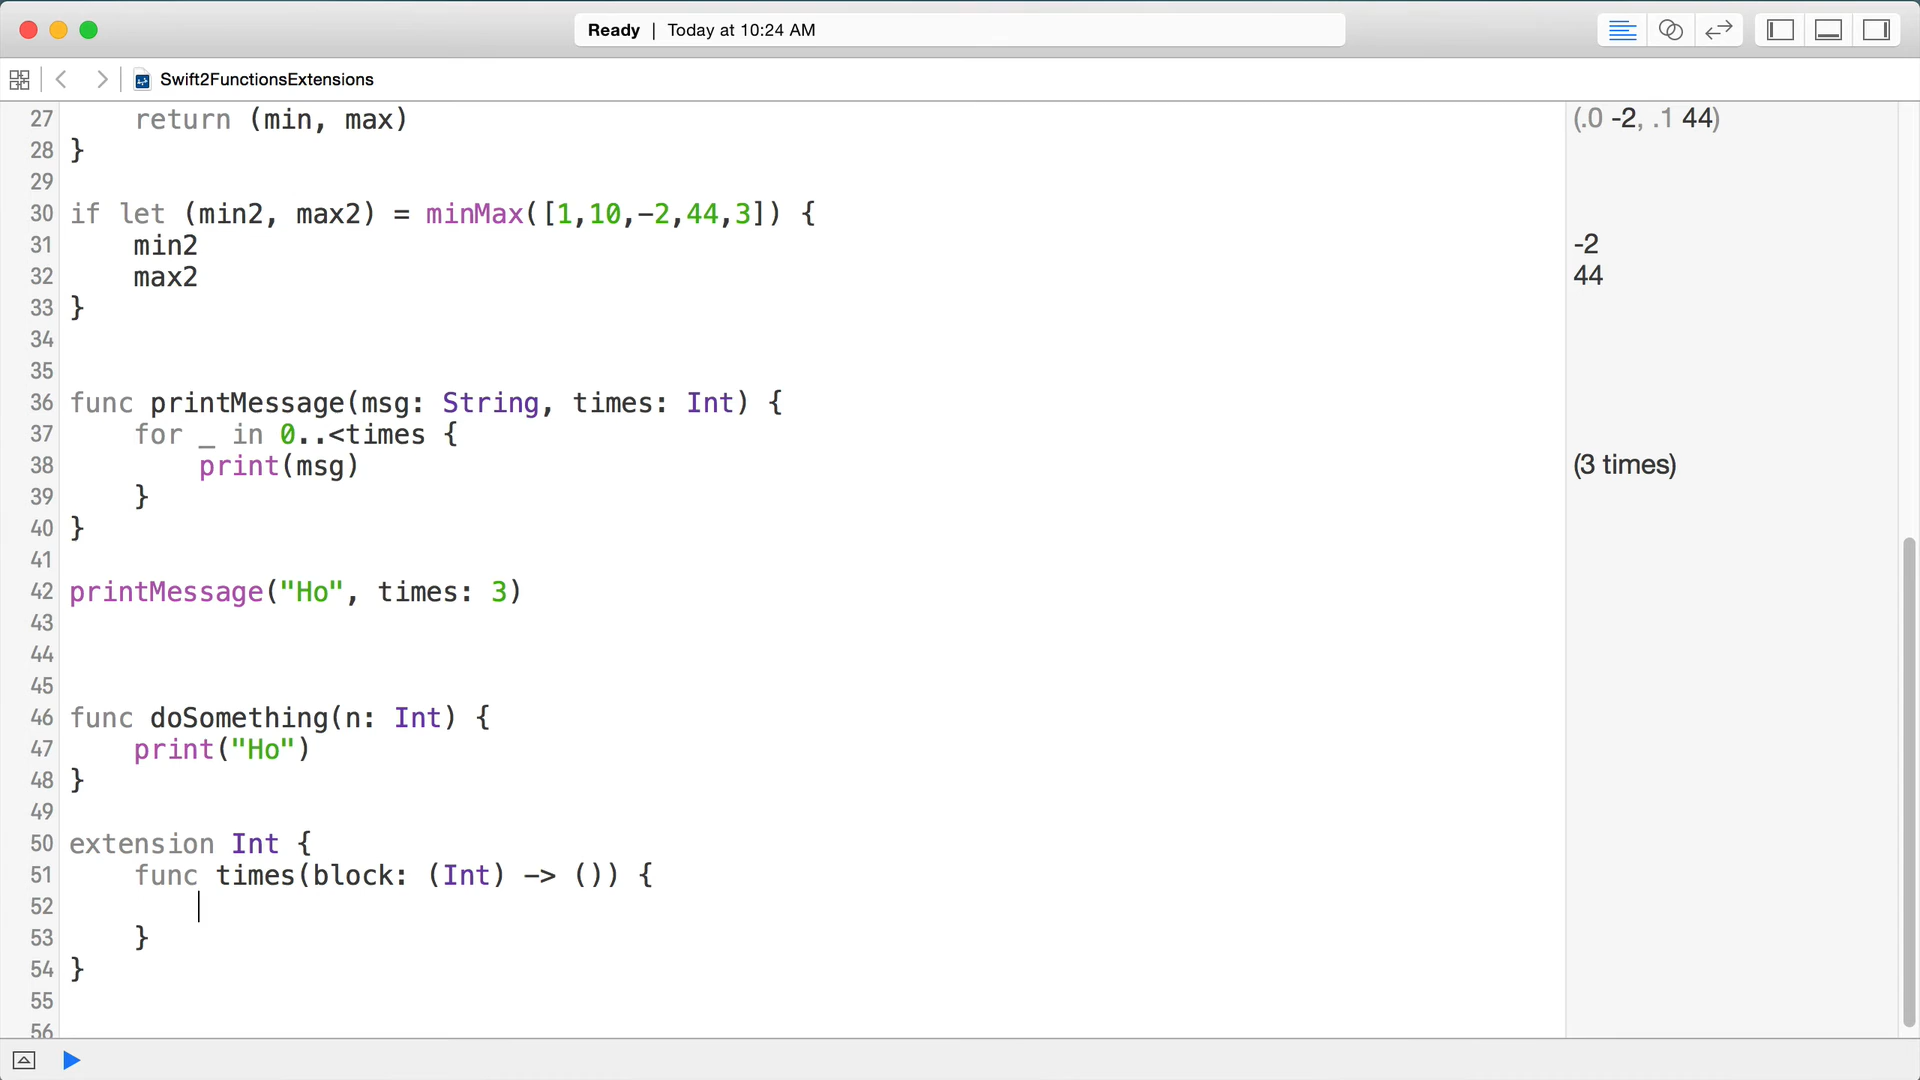 Ready | Today at 10:24 AM
Swift2FunctionsExtensions
27 return (min, max) (.0 -2, .1 44)
28 }
29
30 if let (min2, max2) = minMax([1,10,-2,44,3]) {
31 min2 -2
32 max2 44
33 }
34
35
36 func printMessage(msg: String, times: Int) {
37 for _ in 0..<times {
38 print(msg) (3 times)
39 }
40 }
41
42 printMessage("Ho", times: 3)
43
44
45
46 func doSomething(n: Int) {
47 print("Ho")
48 }
49
50 extension Int {
51 func times(block: (Int) -> ()) {
52
53 }
54 }
55
56